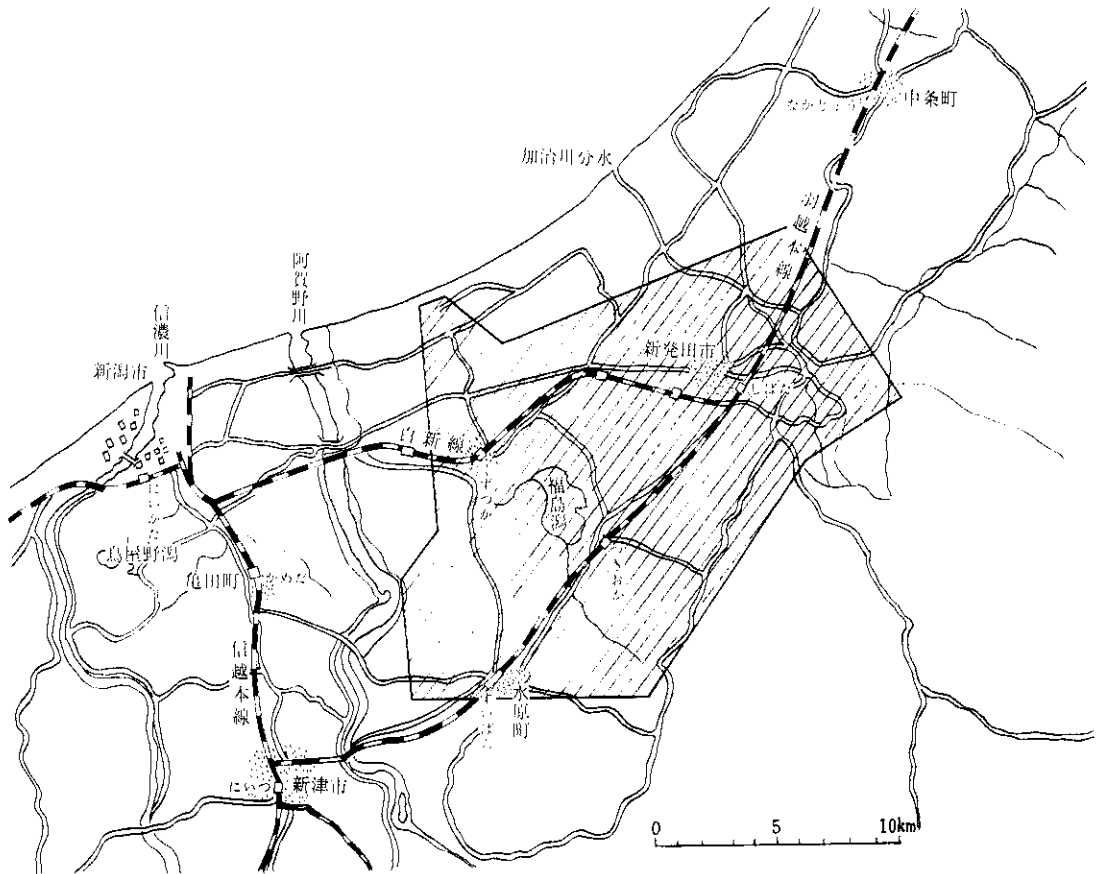 中条町
加治川分水
羽越本線
阿賀野川
信濃川
新潟市
新発田市
白新線
福島潟
鳥屋野潟
亀田町
かめだ
信越本線
水原町
にいつ
新津市
0 5 10km